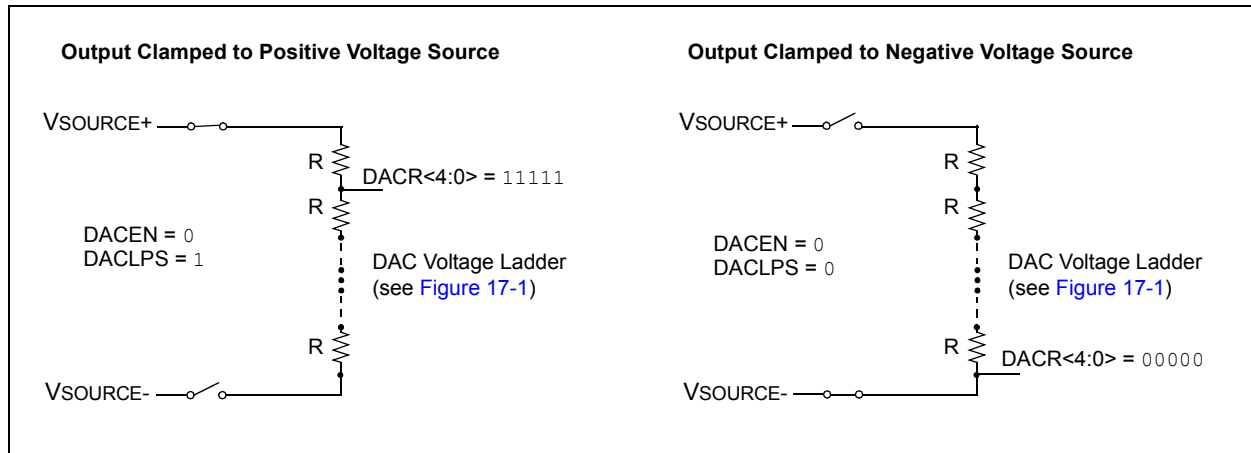 Output Clamped to Positive Voltage Source
VSOURCE+
R
DACR<4:0> = 11111
R
DACEN = 0
DACLPS = 1
DAC Voltage Ladder
(see Figure 17-1)
R
VSOURCE-
Output Clamped to Negative Voltage Source
VSOURCE+
R
R
DACEN = 0
DACLPS = 0
DAC Voltage Ladder
(see Figure 17-1)
R
DACR<4:0> = 00000
VSOURCE-